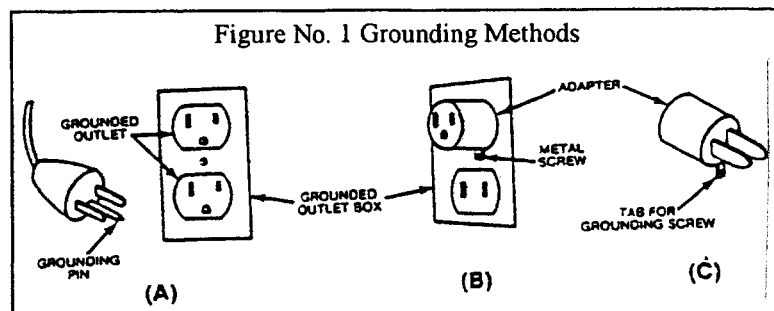 Figure No. 1 Grounding Methods
GROUNDED
OUTLET
GROUNDING
PIN
(A)
GROUNDED
OUTLET BOX
ADAPTER
METAL
SCREW
(B)
TAB FOR
GROUNDING SCREW
(C)